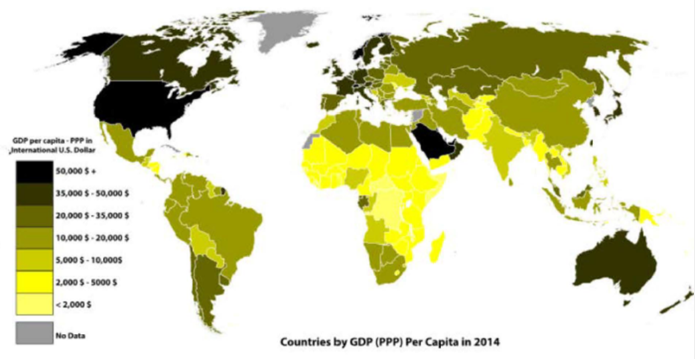 GDP per capita - PPP in
International U.S. Dollar
50,000 $ +
35,000 $ - 50,000 $
20,000 $ - 35,000 $
10,000 $ - 20,000 $
5,000 $ - 10,000$
2,000 $ - 5000 $
< 2,000 $
No Data
Countries by GDP (PPP) Per Capita in 2014